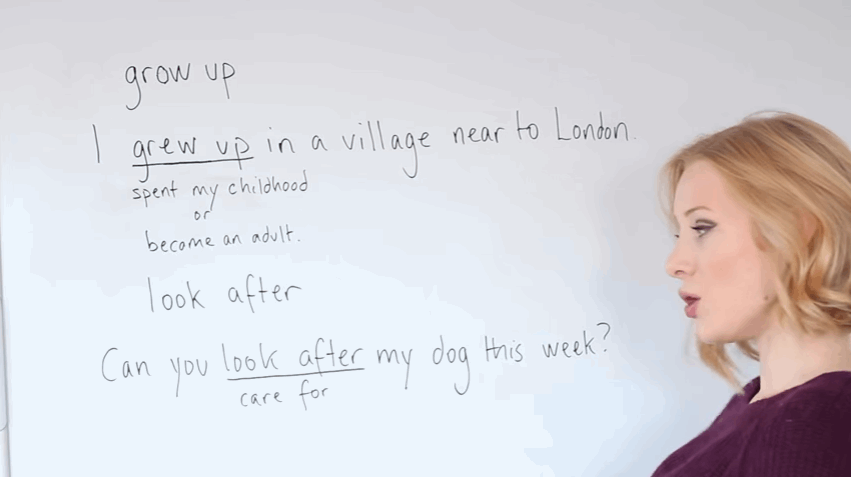 grow up
I grew up in a village near to London.
spent my childhood
or
become an adult.
look after
Can you look after my dog this week?
care for